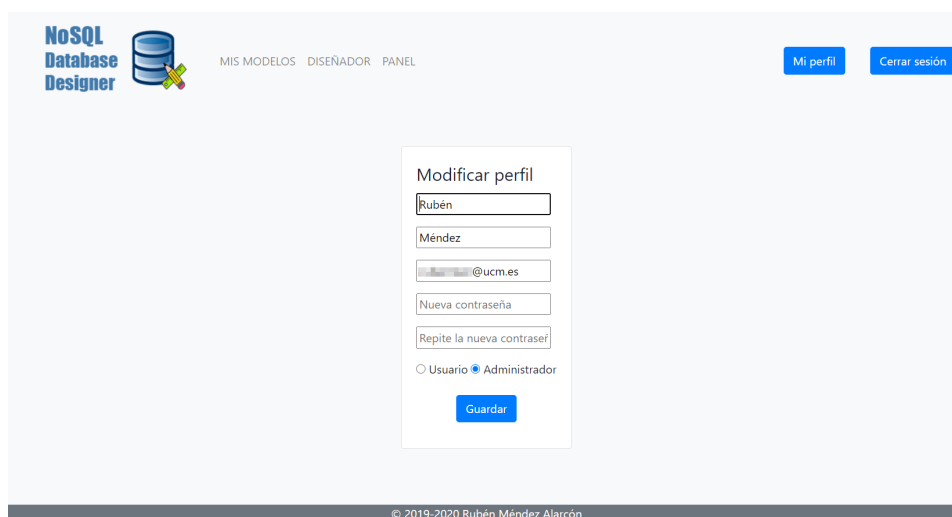 NoSQL
Database
Designer
MIS MODELOS DISEÑADOR PANEL
Mi perfil
Cerrar sesión
Modificar perfil
Rubén
Méndez
@ucm.es
Nueva contraseña
Repite la nueva contraseñ
Usuario Administrador
Guardar
© 2019-2020 Rubén Méndez Alarcón